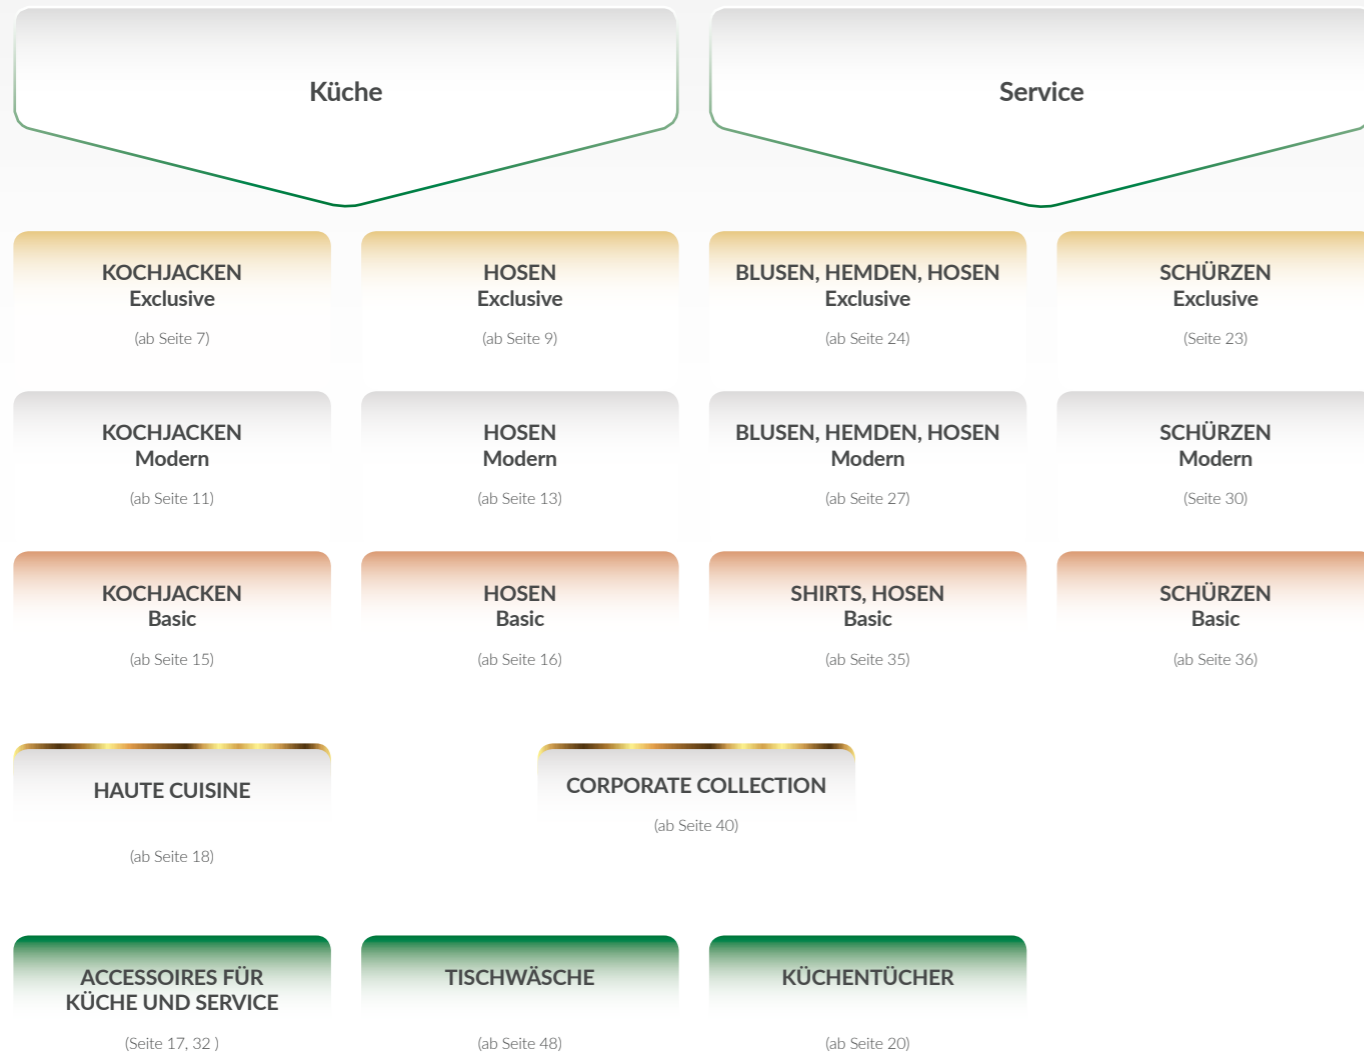 Küche
Service
KOCHJACKEN
Exclusive
(ab Seite 7)
HOSEN
Exclusive
(ab Seite 9)
BLUSEN, HEMDEN, HOSEN
Exclusive
(ab Seite 24)
SCHÜRZEN
Exclusive
(Seite 23)
KOCHJACKEN
Modern
(ab Seite 11)
HOSEN
Modern
(ab Seite 13)
BLUSEN, HEMDEN, HOSEN
Modern
(ab Seite 27)
SCHÜRZEN
Modern
(Seite 30)
KOCHJACKEN
Basic
(ab Seite 15)
HOSEN
Basic
(ab Seite 16)
SHIRTS, HOSEN
Basic
(ab Seite 35)
SCHÜRZEN
Basic
(ab Seite 36)
HAUTE CUISINE
(ab Seite 18)
CORPORATE COLLECTION
(ab Seite 40)
ACCESSOIRES FÜR
KÜCHE UND SERVICE
(Seite 17, 32 )
TISCHWÄSCHE
(ab Seite 48)
KÜCHENTÜCHER
(ab Seite 20)